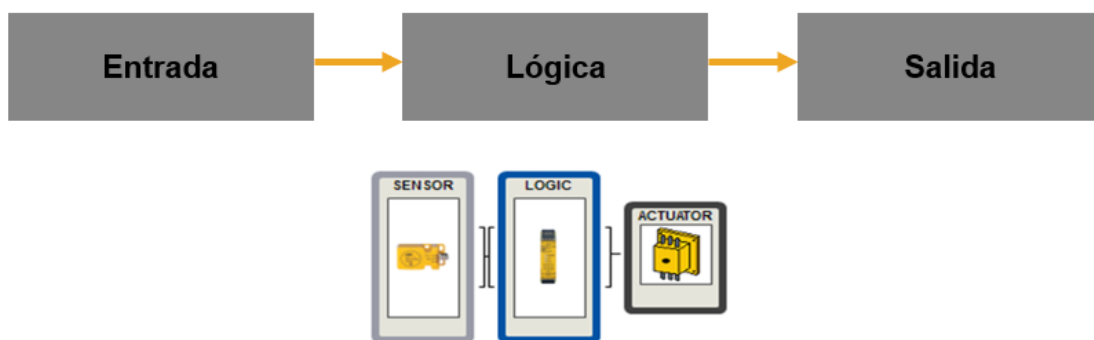 Entrada
Lógica
Salida
SENSOR
LOGIC
ACTUATOR